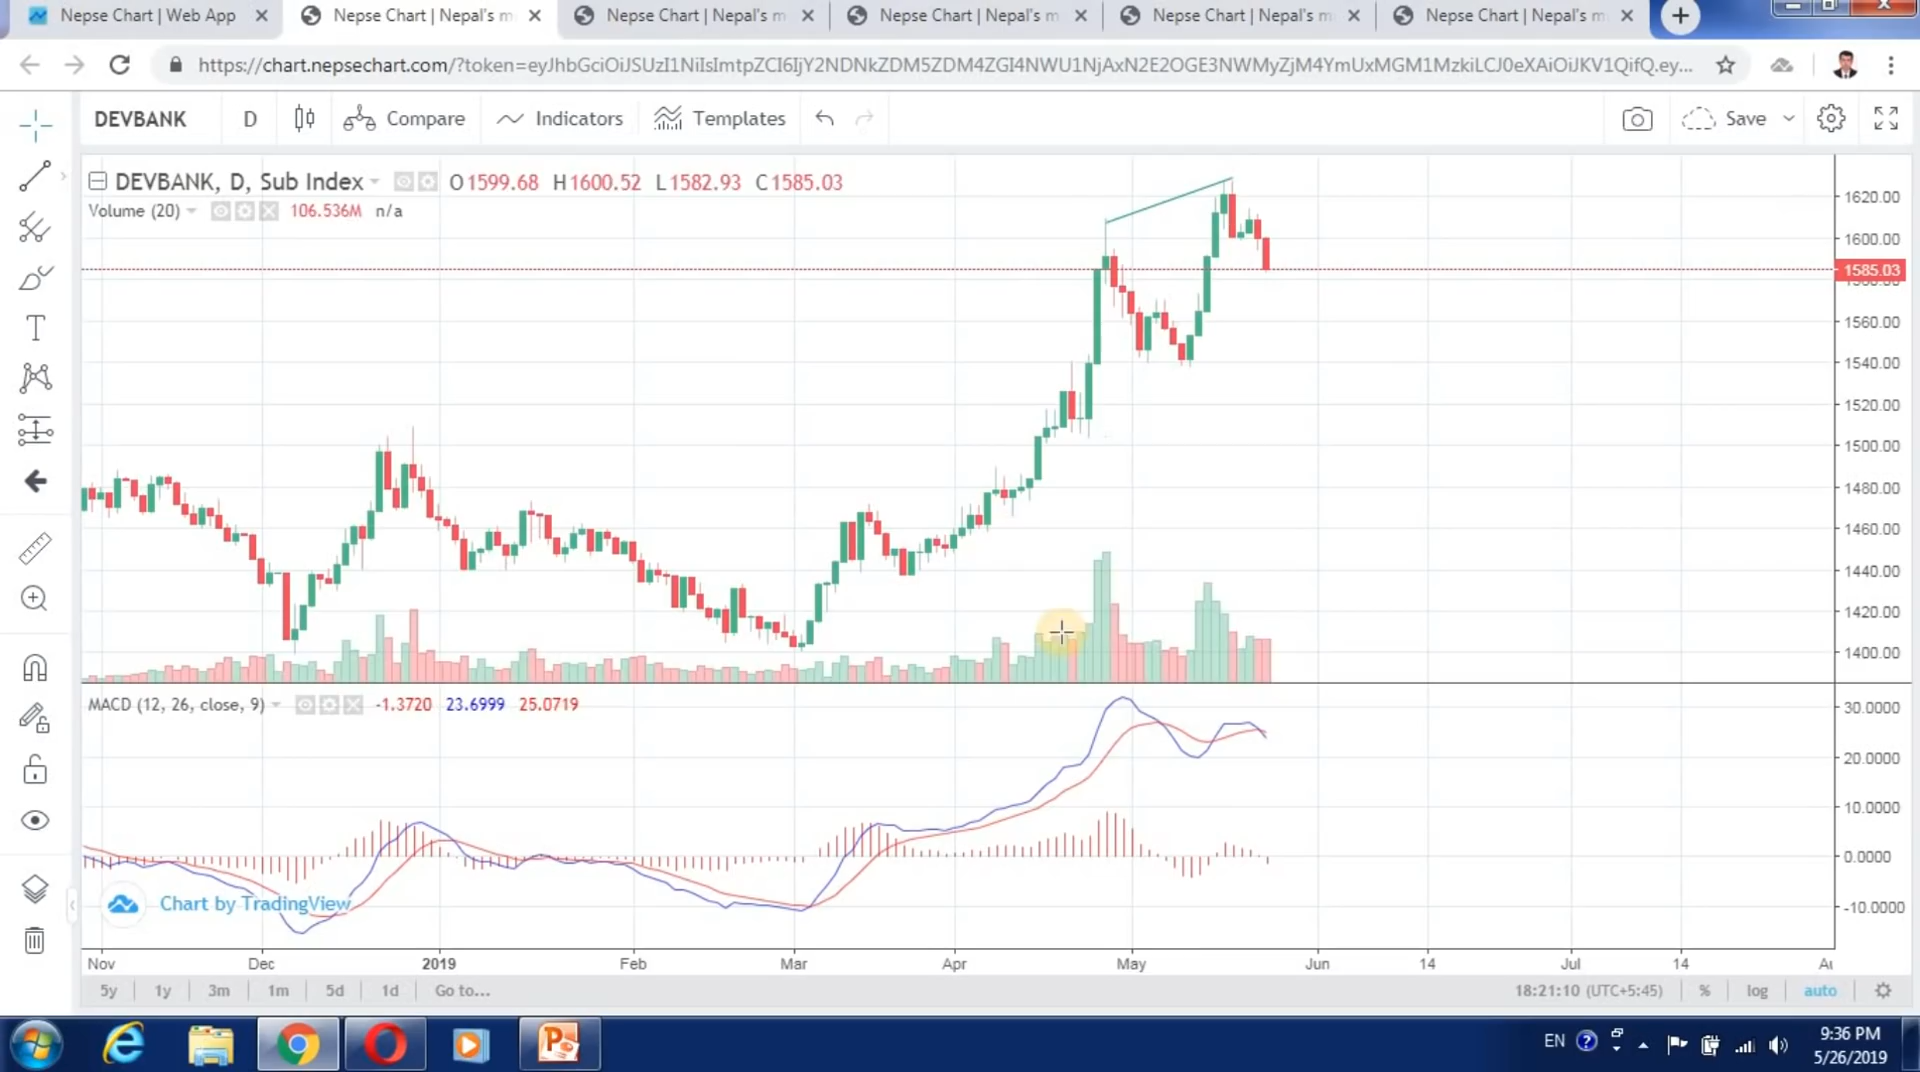 Nepse Chart | Web App
Nepse Chart | Nepal's m
Nepse Chart | Nepal's m
Nepse Chart | Nepal's m
Nepse Chart | Nepal's m
Nepse Chart | Nepal's m
https://chart.nepsechart.com/?token=eyJhbGciOiJSUzI1NiIsImtpZCI6IjY2NDNkZDM5ZDM4ZGI4NWU1NjAxN2E2OGE3NWMyZjM4YmUxMGM1MzkiLCJ0eXAiOiJKV1QifQ.ey...
DEVBANK D Compare Indicators Templates Save
DEVBANK, D, Sub Index O1599.68 H1600.52 L1582.93 C1585.03
Volume (20) 106.536M n/a
1620.00
1600.00
1585.03
1560.00
1540.00
1520.00
1500.00
1480.00
1460.00
1440.00
1420.00
1400.00
MACD (12, 26, close, 9) -1.3720 23.6999 25.0719
30.0000
20.0000
10.0000
0.0000
-10.0000
Chart by TradingView
Nov Dec 2019 Feb Mar Apr May Jun 14 Jul 14
5y 1y 3m 1m 5d 1d Go to... 18:21:10 (UTC+5:45) % log auto
EN
9:36 PM
5/26/2019